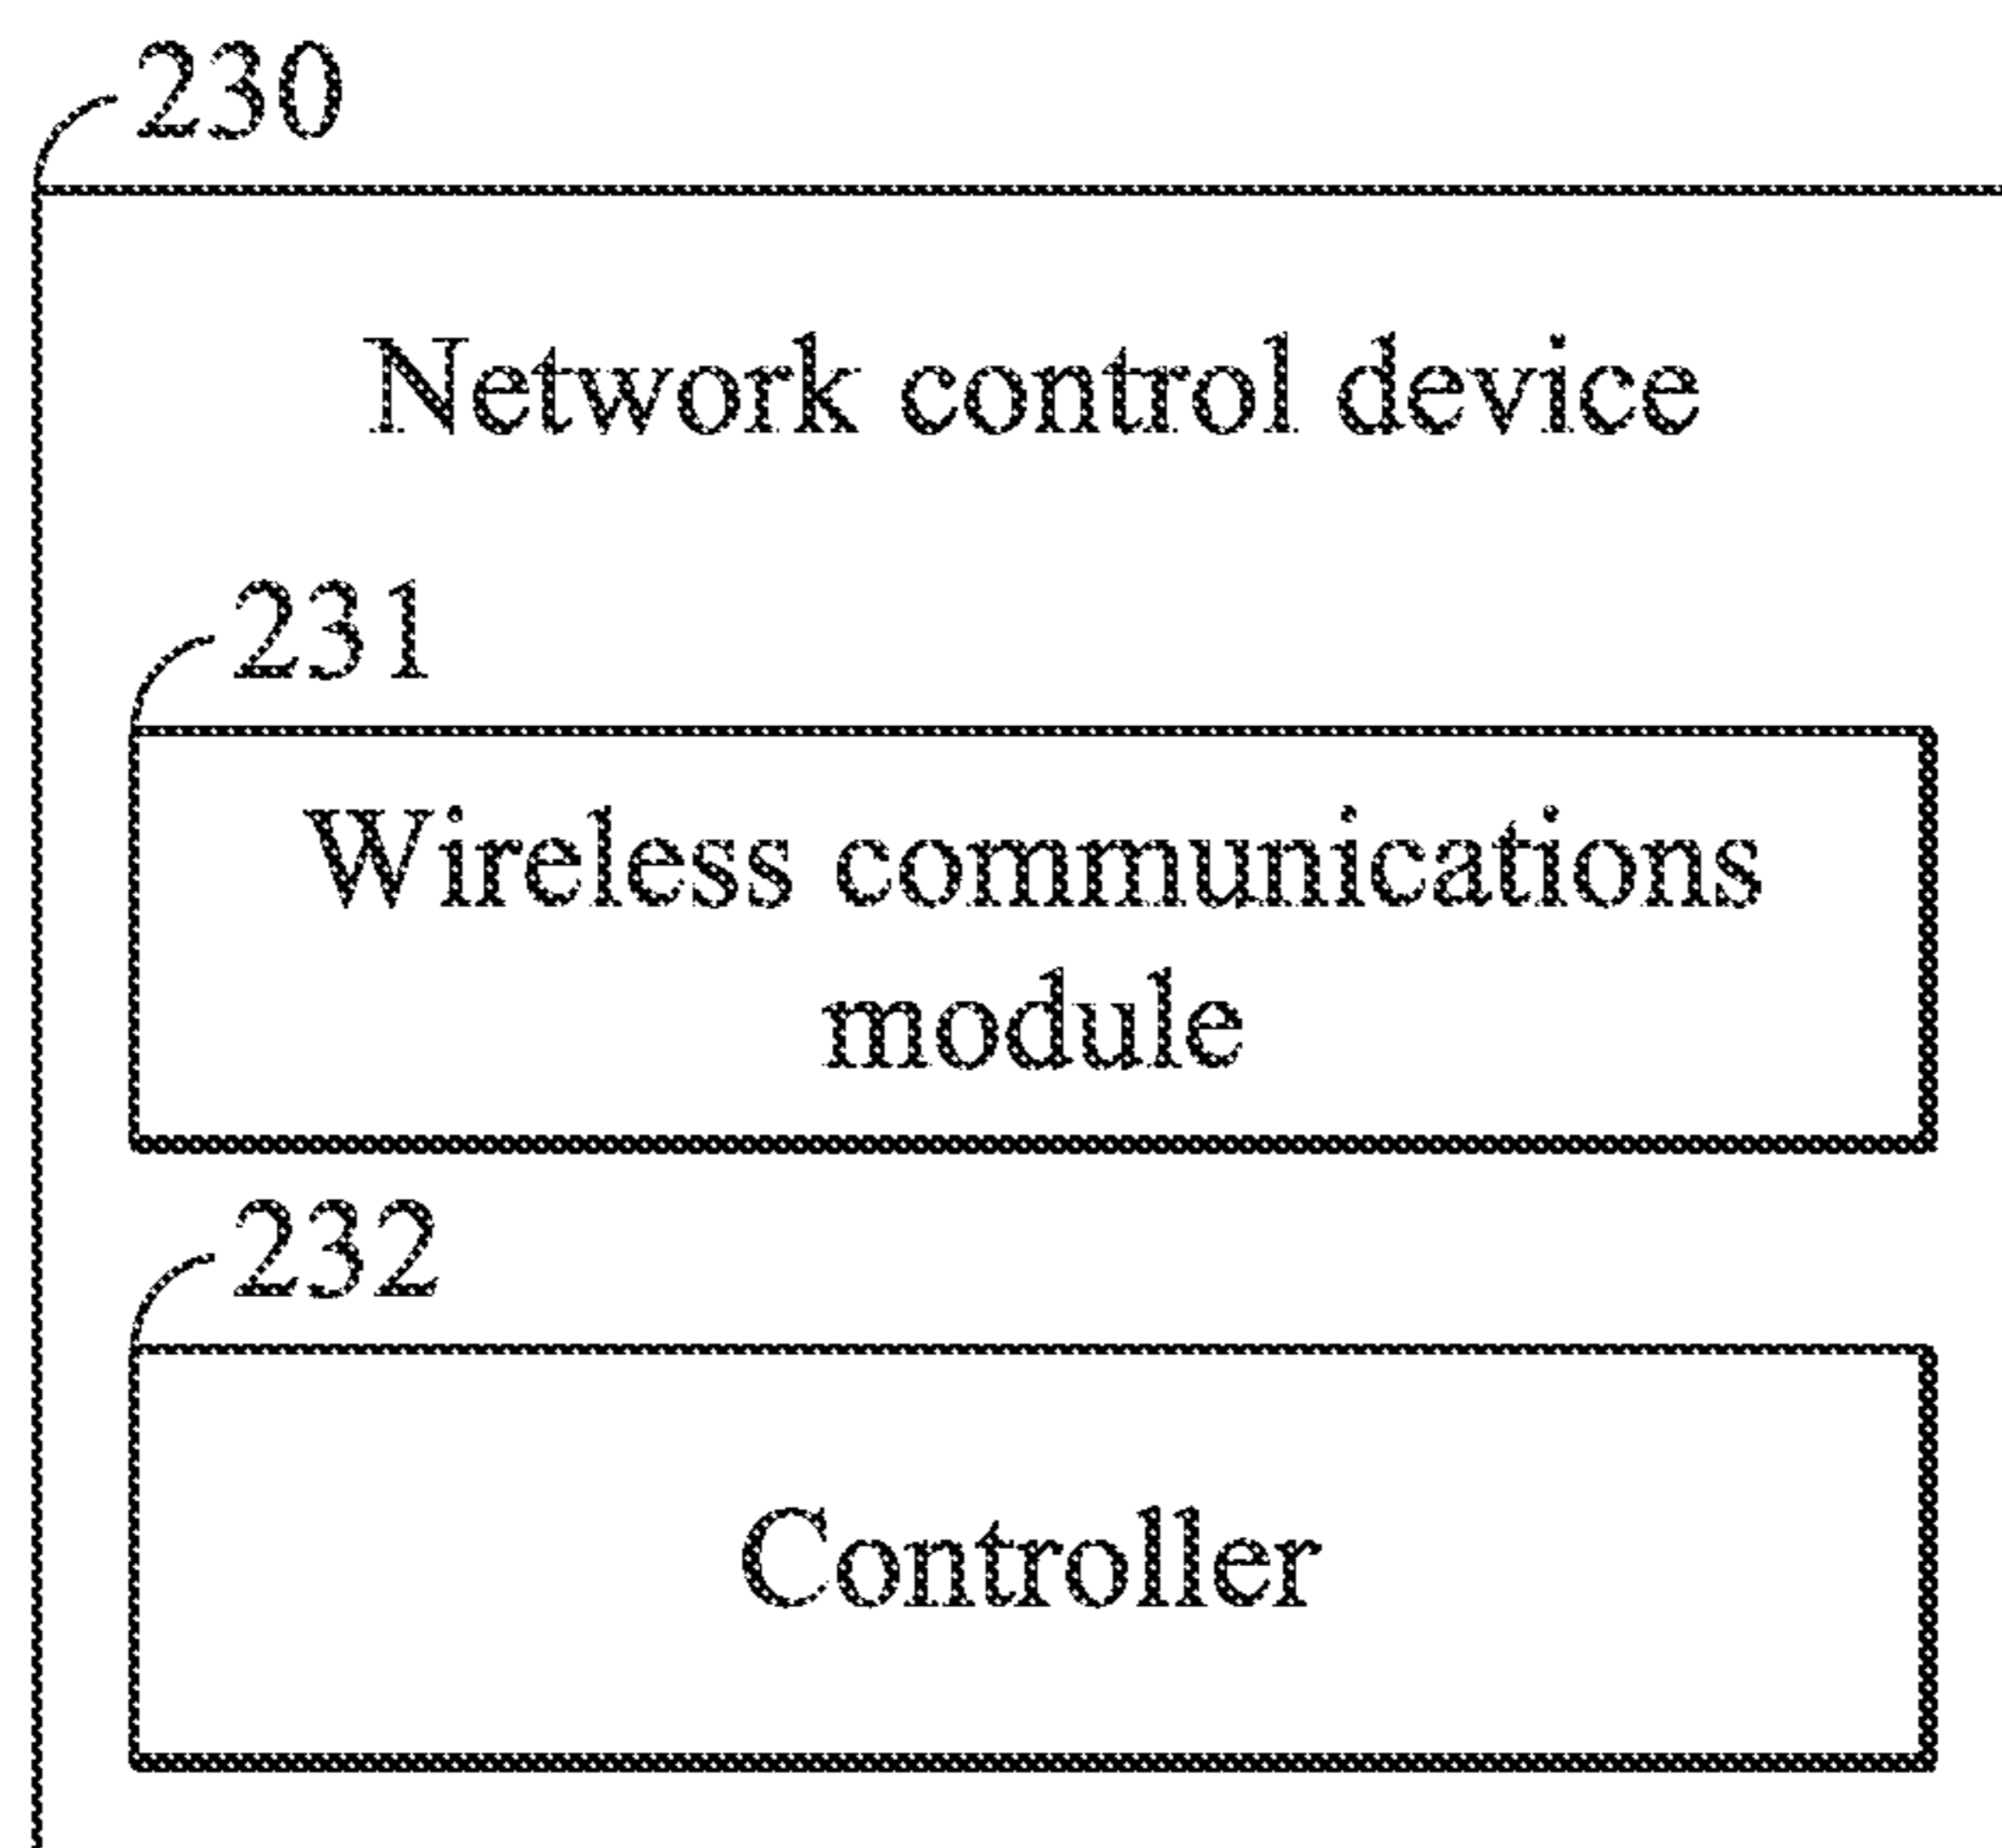 230
Network control device
231
Wireless communications
module
232
Controller